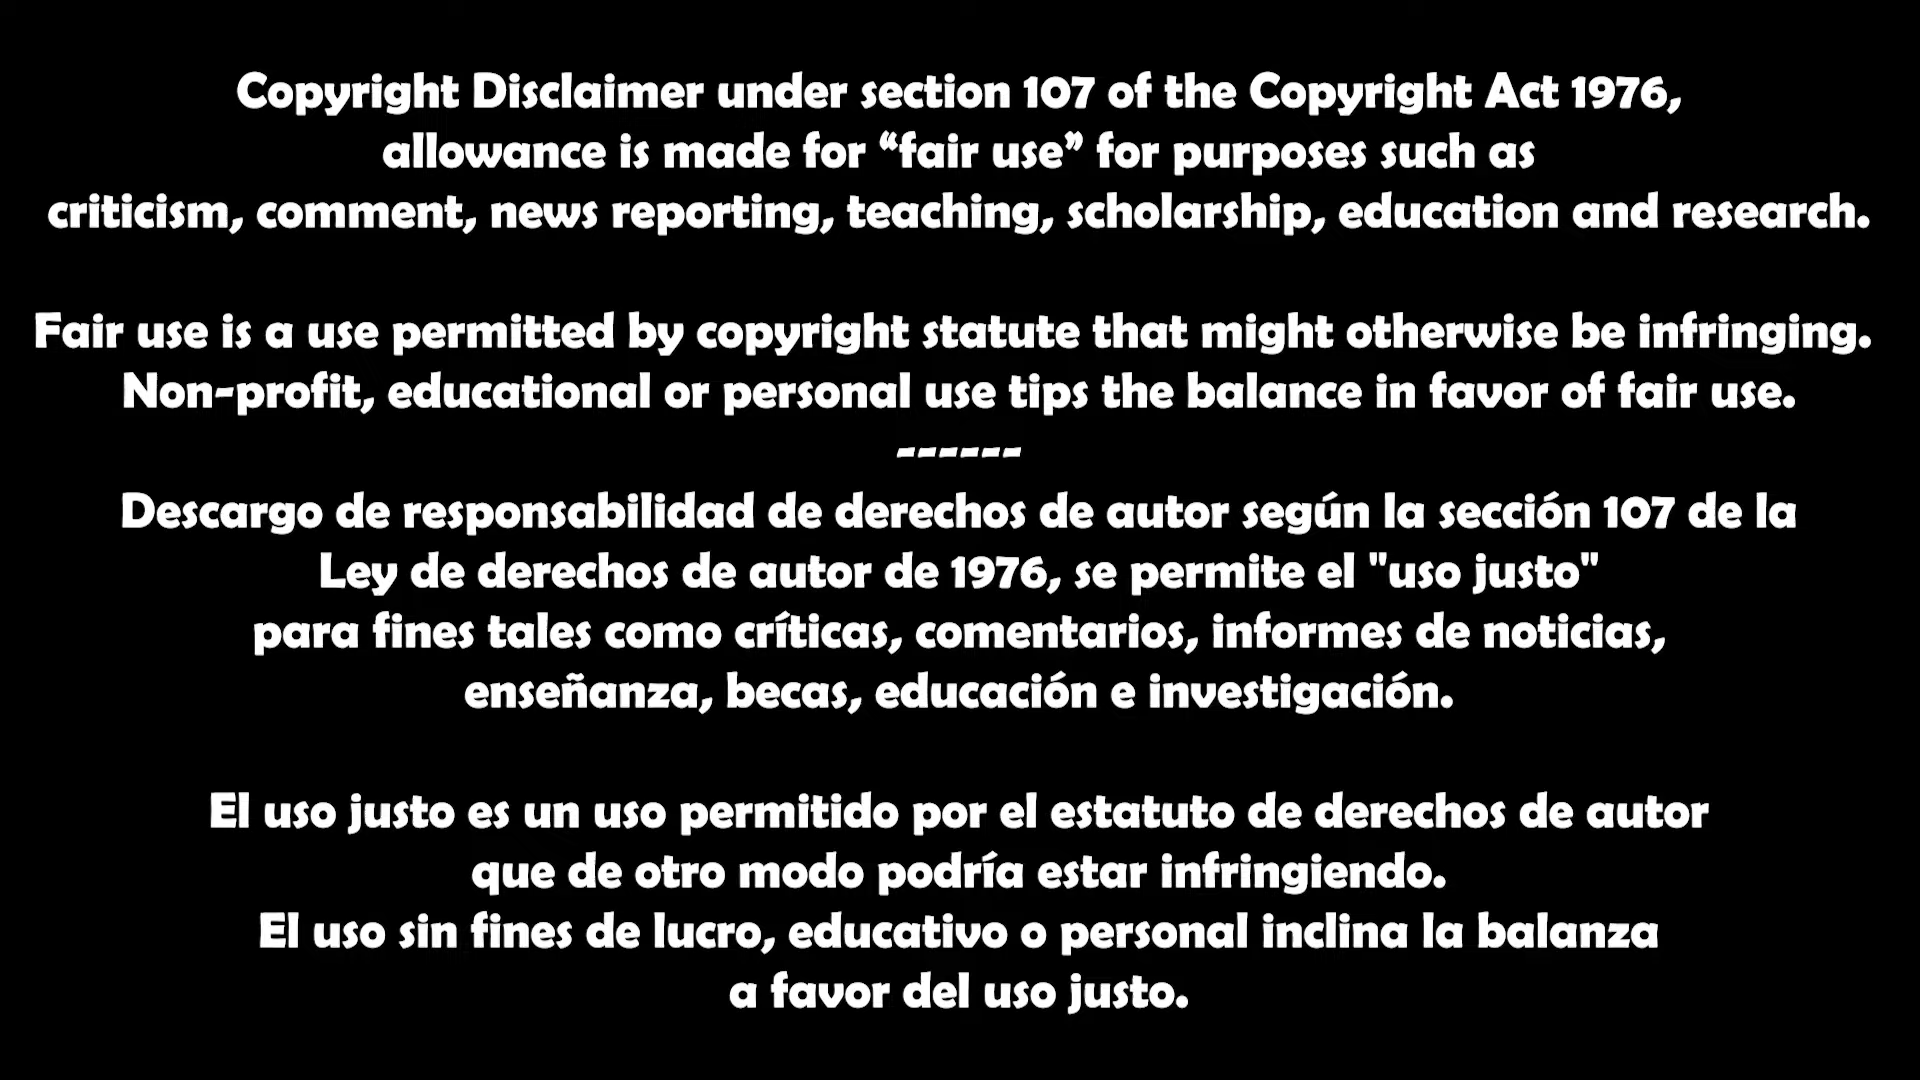 Copyright Disclaimer under section 107 of the Copyright Act 1976,
allowance is made for “fair use” for purposes such as
criticism, comment, news reporting, teaching, scholarship, education and research.
Fair use is a use permitted by copyright statute that might otherwise be infringing.
Non-profit, educational or personal use tips the balance in favor of fair use.
------
Descargo de responsabilidad de derechos de autor según la sección 107 de la
Ley de derechos de autor de 1976, se permite el "uso justo"
para fines tales como críticas, comentarios, informes de noticias,
enseñanza, becas, educación e investigación.
El uso justo es un uso permitido por el estatuto de derechos de autor
que de otro modo podría estar infringiendo.
El uso sin fines de lucro, educativo o personal inclina la balanza
a favor del uso justo.